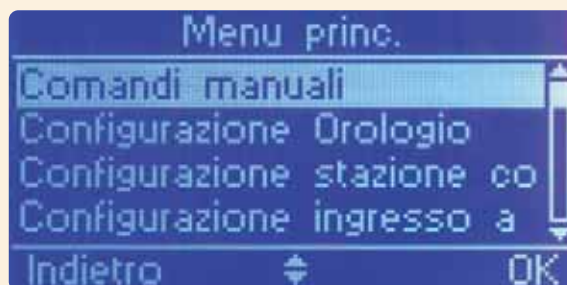 Menu princ.
Comandi manuali
Configurazione Orologio
Configurazione stazione co
Configurazione ingresso a
Indietro OK